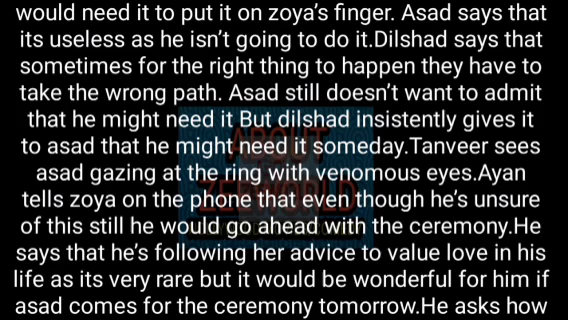 would need it to put it on zoya's finger. Asad says that
its useless as he isn't going to do it.Dilshad says that
sometimes for the right thing to happen they have to
take the wrong path. Asad still doesn't want to admit
that he might need it But dilshad insistently gives it
to asad that he might need it someday.Tanveer sees
asad gazing at the ring with venomous eyes.Ayan
tells zoya on the phone that even though he's unsure
of this still he would go ahead with the ceremony.He
says that he's following her advice to value love in his
life as its very rare but it would be wonderful for him if
asad comes for the ceremony tomorrow.He asks how
ABOUT
ZEEWORLD